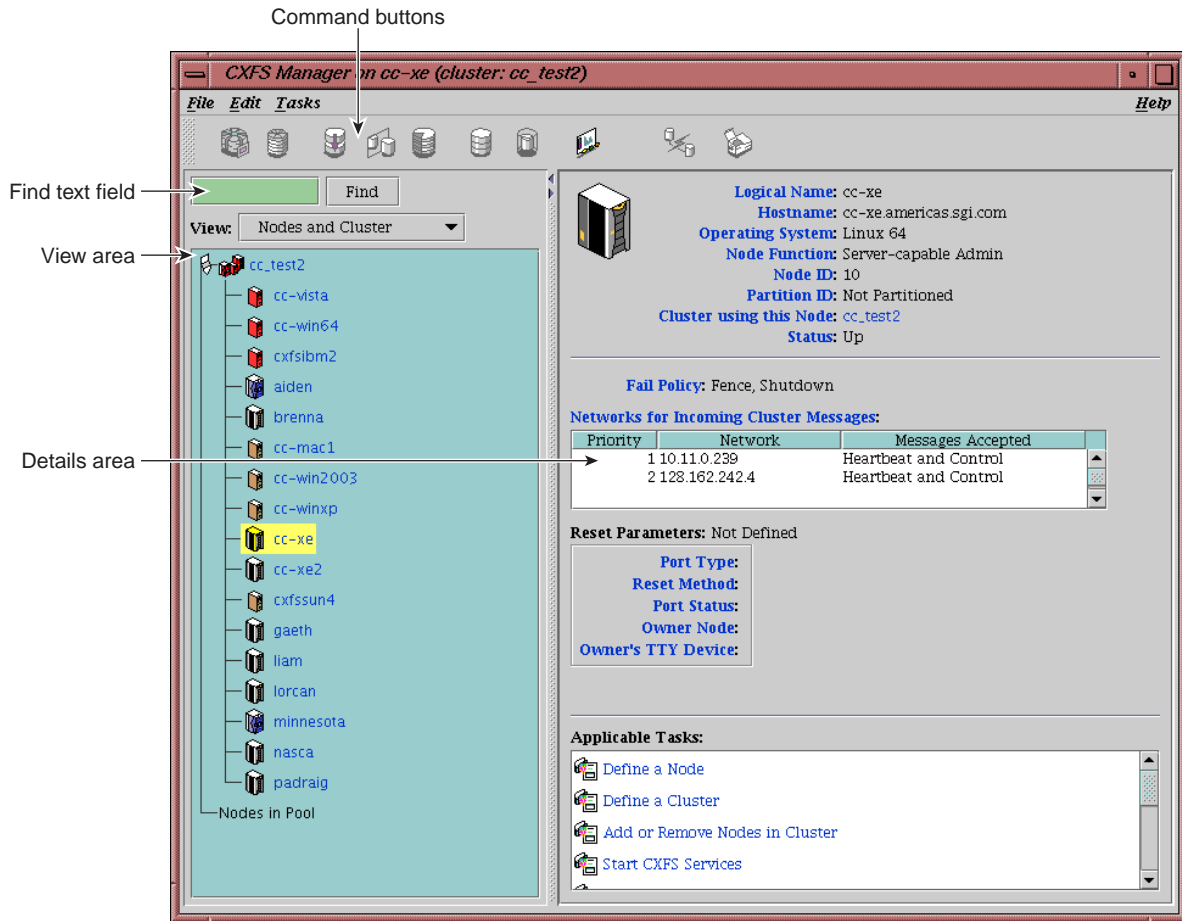 Command buttons
CXFS Manager on cc-xe (cluster: cc_test2)
File Edit Tasks Help
Find text field
Find
View: Nodes and Cluster
View area
cc_test2
cc-vista
cc-win64
cxfsibm2
aiden
brenna
cc-mac1
cc-win2003
cc-winxp
cc-xe
cc-xe2
cxfssun4
gaeth
liam
lorcan
minnesota
nasca
padraig
Nodes in Pool
Logical Name: cc-xe
Hostname: cc-xe.americas.sgi.com
Operating System: Linux 64
Node Function: Server-capable Admin
Node ID: 10
Partition ID: Not Partitioned
Cluster using this Node: cc_test2
Status: Up
Fail Policy: Fence, Shutdown
Networks for Incoming Cluster Messages:
Details area
Priority Network Messages Accepted
1 10.11.0.239 Heartbeat and Control
2 128.162.242.4 Heartbeat and Control
Reset Parameters: Not Defined
Port Type:
Reset Method:
Port Status:
Owner Node:
Owner's TTY Device:
Applicable Tasks:
Define a Node
Define a Cluster
Add or Remove Nodes in Cluster
Start CXFS Services